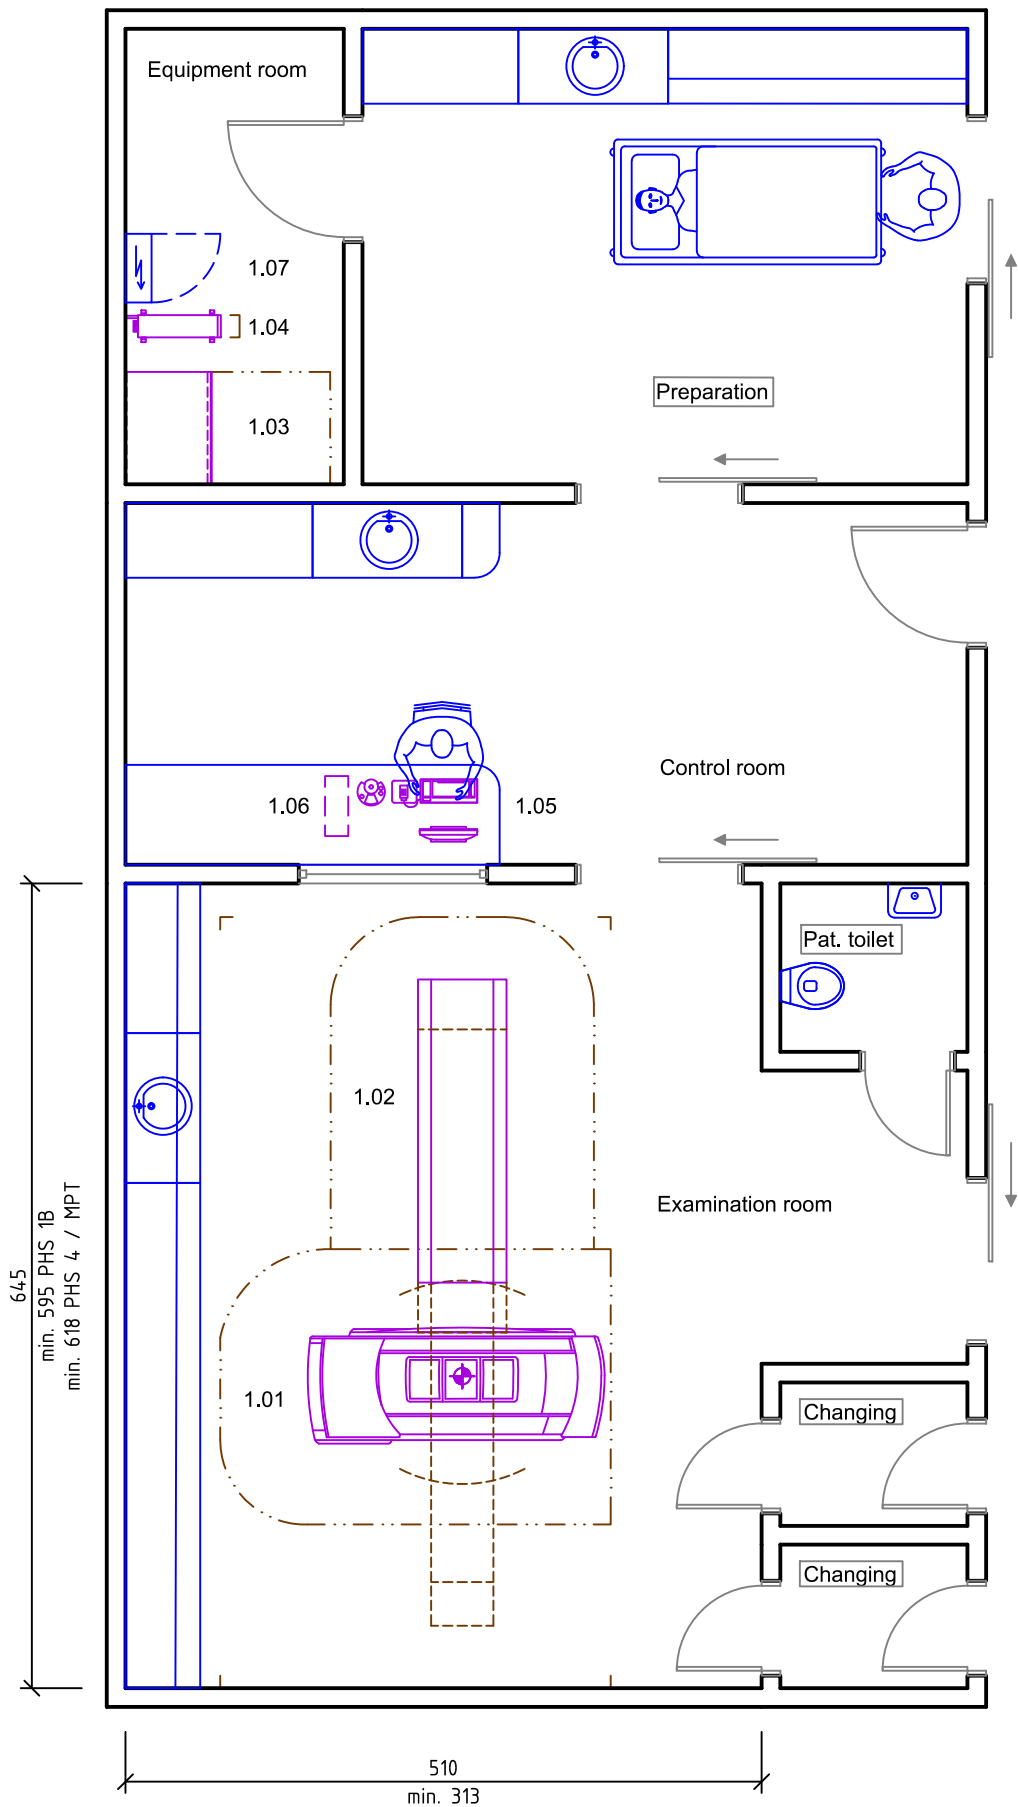 Equipment room
1.07
1.04
1.03
Preparation
Control room
1.06
1.05
Pat. toilet
1.02
Examination room
645
min. 595 PHS 1B
min. 618 PHS 4 / MPT
1.01
Changing
Changing
510
min. 313